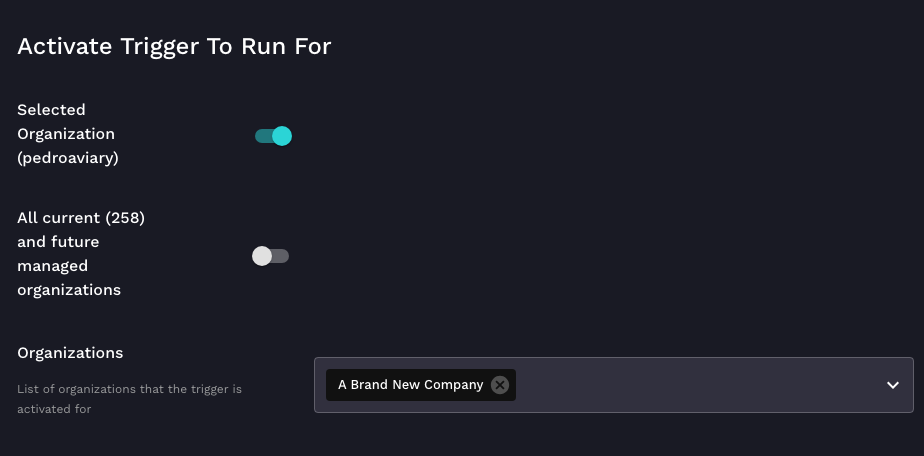 Activate Trigger To Run For
Selected
Organization
(pedroaviary)
All current (258)
and future
managed
organizations
Organizations
List of organizations that the trigger is
activated for
A Brand New Company